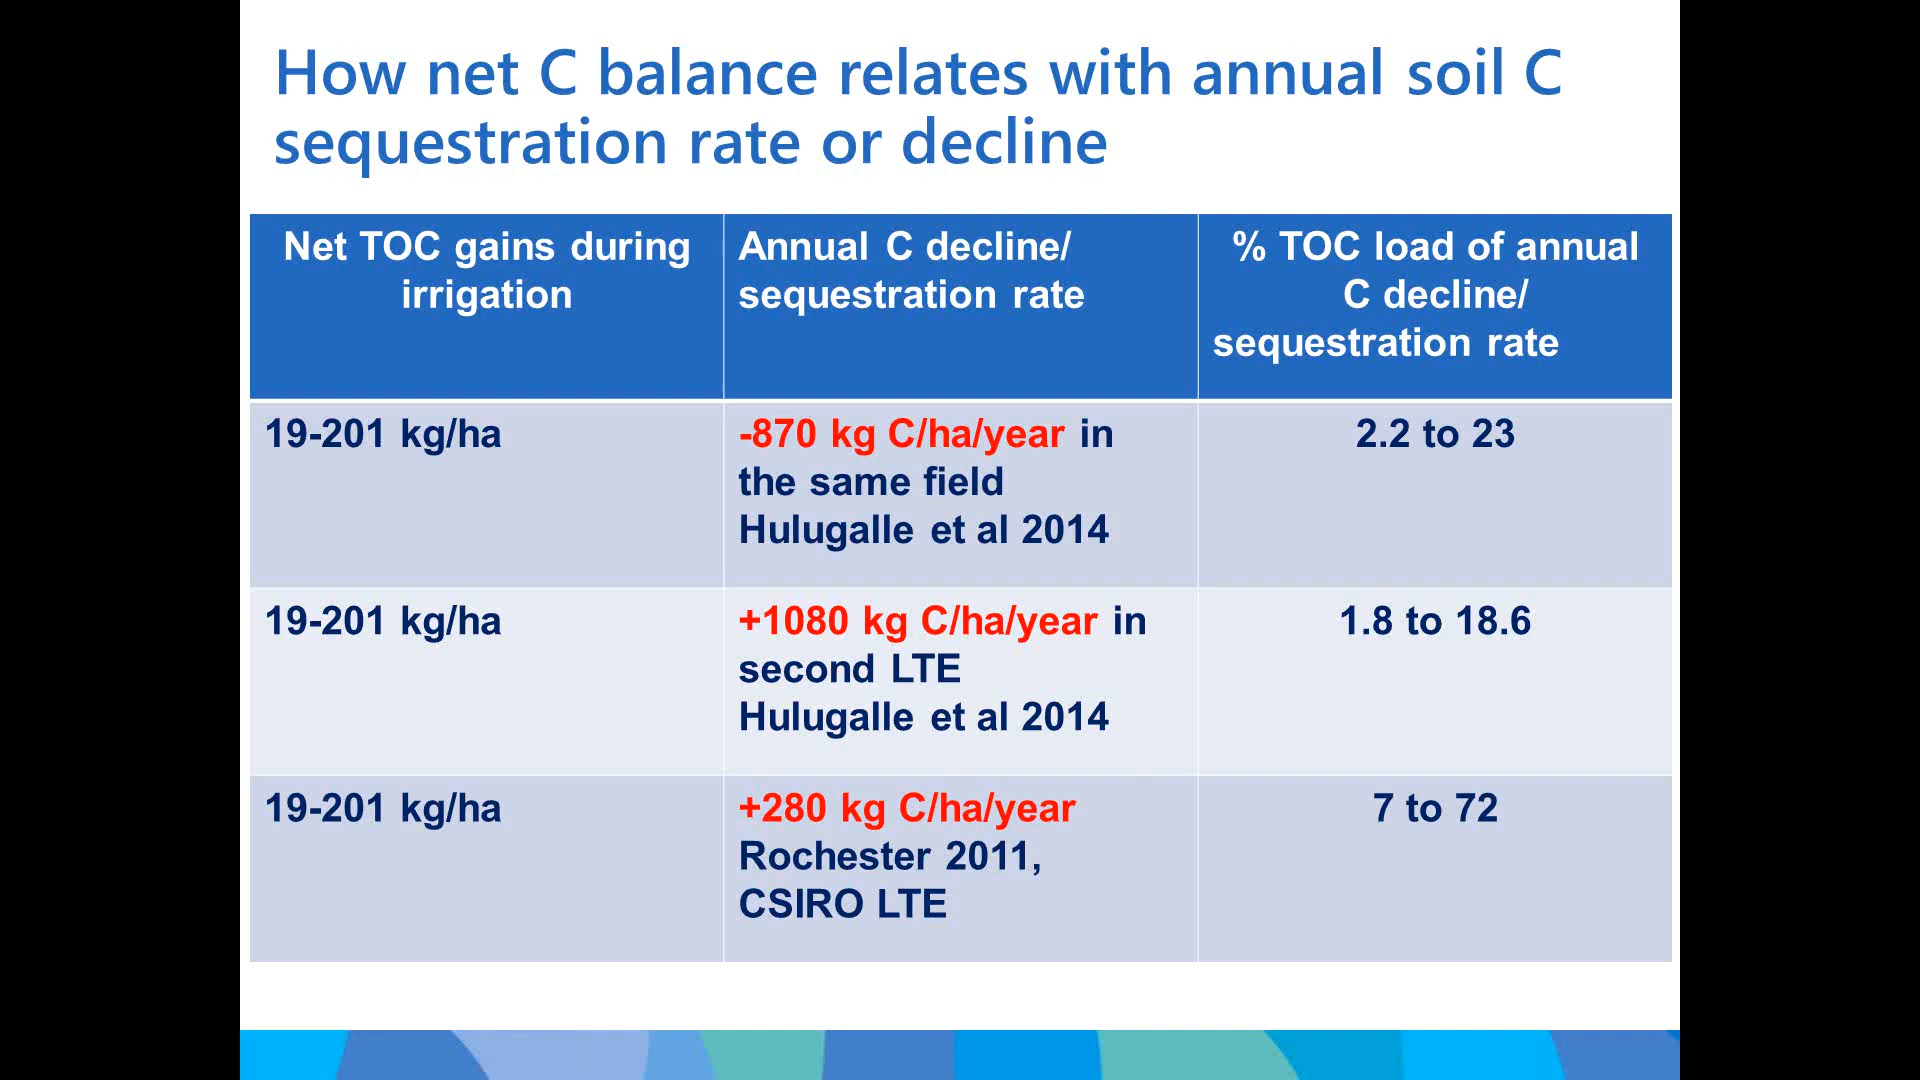 How net C balance relates with annual soil C
sequestration rate or decline
Net TOC gains during
irrigation
Annual C decline/
sequestration rate
% TOC load of annual
C decline/
sequestration rate
19-201 kg/ha
-870 kg C/ha/year in
the same field
Hulugalle et al 2014
2.2 to 23
19-201 kg/ha
+1080 kg C/ha/year in
second LTE
Hulugalle et al 2014
1.8 to 18.6
19-201 kg/ha
+280 kg C/ha/year
Rochester 2011,
CSIRO LTE
7 to 72